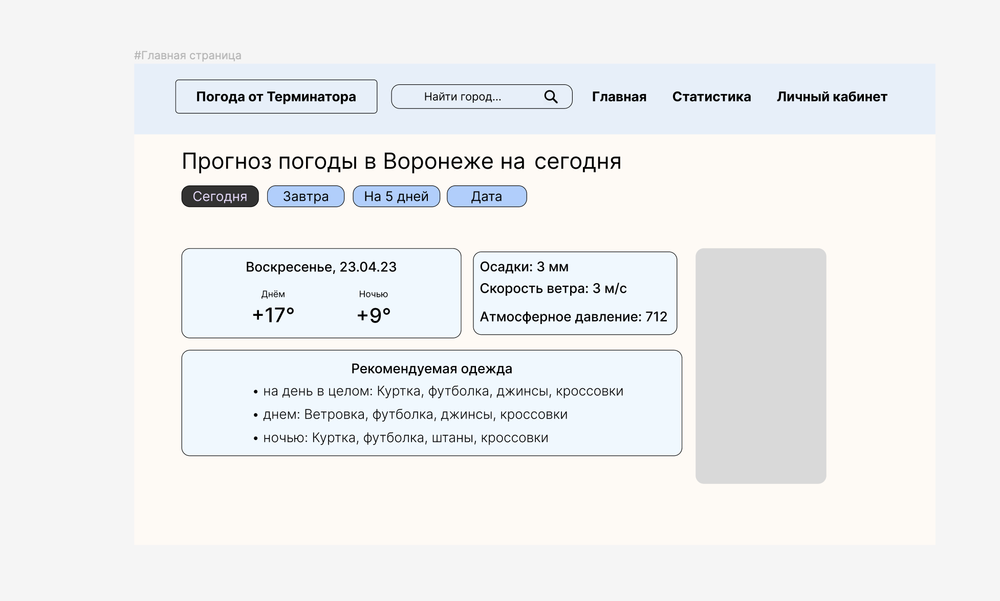 #Главная страница
Погода от Терминатора
Найти город...
Главная
Статистика
Личный кабинет
Прогноз погоды в Воронеже на сегодня
Сегодня
Завтра
На 5 дней
Дата
Воскресенье, 23.04.23
Днём
Ночью
+17°
+9°
Осадки: 3 мм
Скорость ветра: 3 м/с
Атмосферное давление: 712
Рекомендуемая одежда
• на день в целом: Куртка, футболка, джинсы, кроссовки
• днем: Ветровка, футболка, джинсы, кроссовки
• ночью: Куртка, футболка, штаны, кроссовки